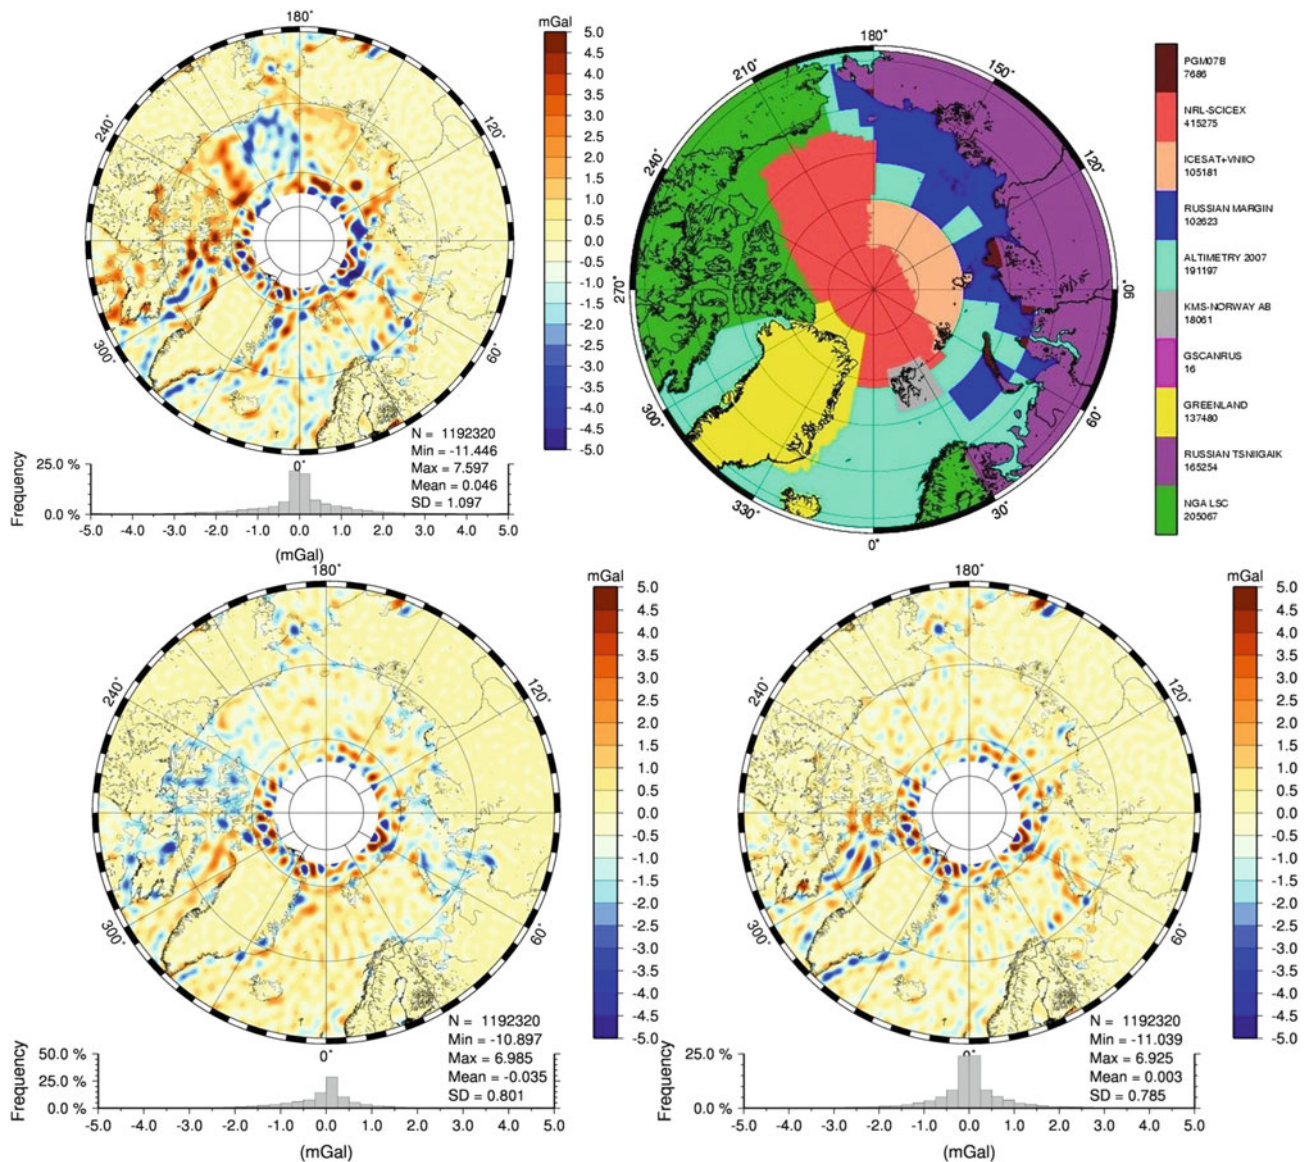 180°
mGal
5.0
4.5
4.0
3.5
3.0
2.5
2.0
1.5
1.0
0.5
0.0
-0.5
-1.0
-1.5
-2.0
-2.5
-3.0
-3.5
-4.0
-4.5
-5.0
240°
120°
300°
60°
0°
N = 1192320
Min = -11.446
Max = 7.597
Mean = 0.046
SD = 1.097
Frequency
25.0 %
0.0 %
-5.0 -4.0 -3.0 -2.0 -1.0 0.0 1.0 2.0 3.0 4.0 5.0
(mGal)
180°
210°
150°
240°
120°
270°
90°
300°
60°
330°
30°
0°
PGM07B
7686
NRL-SCICEX
415275
ICESAT+VNIIO
105181
RUSSIAN MARGIN
102623
ALTIMETRY 2007
191197
KMS-NORWAY AB
18061
GSCANRUS
16
GREENLAND
137480
RUSSIAN TSNIIGAIK
165254
NGA LSC
205067
180°
mGal
5.0
4.5
4.0
3.5
3.0
2.5
2.0
1.5
1.0
0.5
0.0
-0.5
-1.0
-1.5
-2.0
-2.5
-3.0
-3.5
-4.0
-4.5
-5.0
240°
120°
300°
60°
0°
N = 1192320
Min = -10.897
Max = 6.985
Mean = -0.035
SD = 0.801
Frequency
50.0 %
25.0 %
0.0 %
-5.0 -4.0 -3.0 -2.0 -1.0 0.0 1.0 2.0 3.0 4.0 5.0
(mGal)
180°
mGal
5.0
4.5
4.0
3.5
3.0
2.5
2.0
1.5
1.0
0.5
0.0
-0.5
-1.0
-1.5
-2.0
-2.5
-3.0
-3.5
-4.0
-4.5
-5.0
240°
120°
300°
60°
0°
N = 1192320
Min = -11.039
Max = 6.925
Mean = 0.003
SD = 0.785
Frequency
25.0 %
0.0 %
-5.0 -4.0 -3.0 -2.0 -1.0 0.0 1.0 2.0 3.0 4.0 5.0
(mGal)